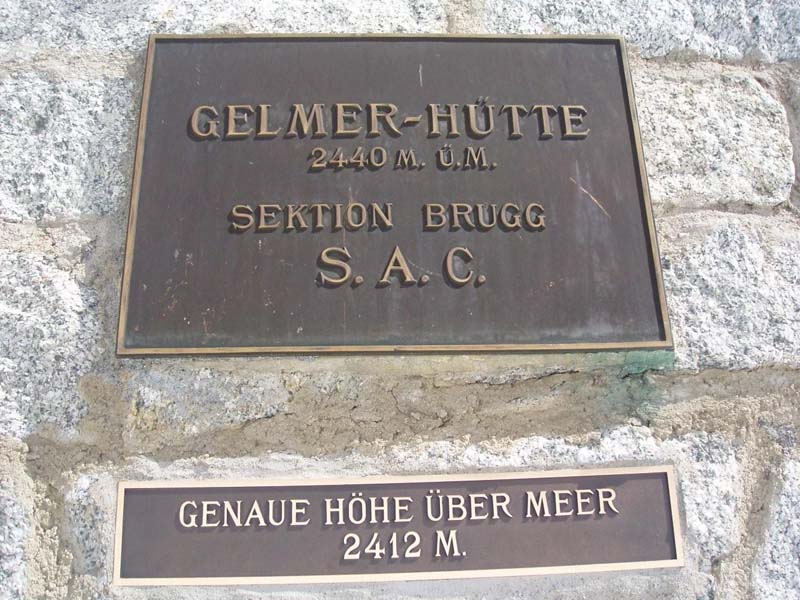 GELMER-HÜTTE
2440 M. Ü.M.
SEKTION BRUGG
S. A. C.
GENAUE HÖHE ÜBER MEER
2412 M.